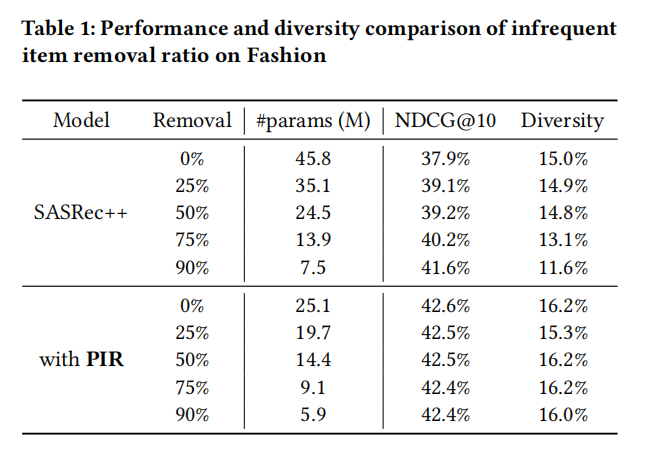 Table 1: Performance and diversity comparison of infrequent
item removal ratio on Fashion
Model Removal #params (M) NDCG@10 Diversity
0% 45.8 37.9% 15.0%
25% 35.1 39.1% 14.9%
SASRec++ 50% 24.5 39.2% 14.8%
75% 13.9 40.2% 13.1%
90% 7.5 41.6% 11.6%
0% 25.1 42.6% 16.2%
25% 19.7 42.5% 15.3%
with PIR 50% 14.4 42.5% 16.2%
75% 9.1 42.4% 16.2%
90% 5.9 42.4% 16.0%